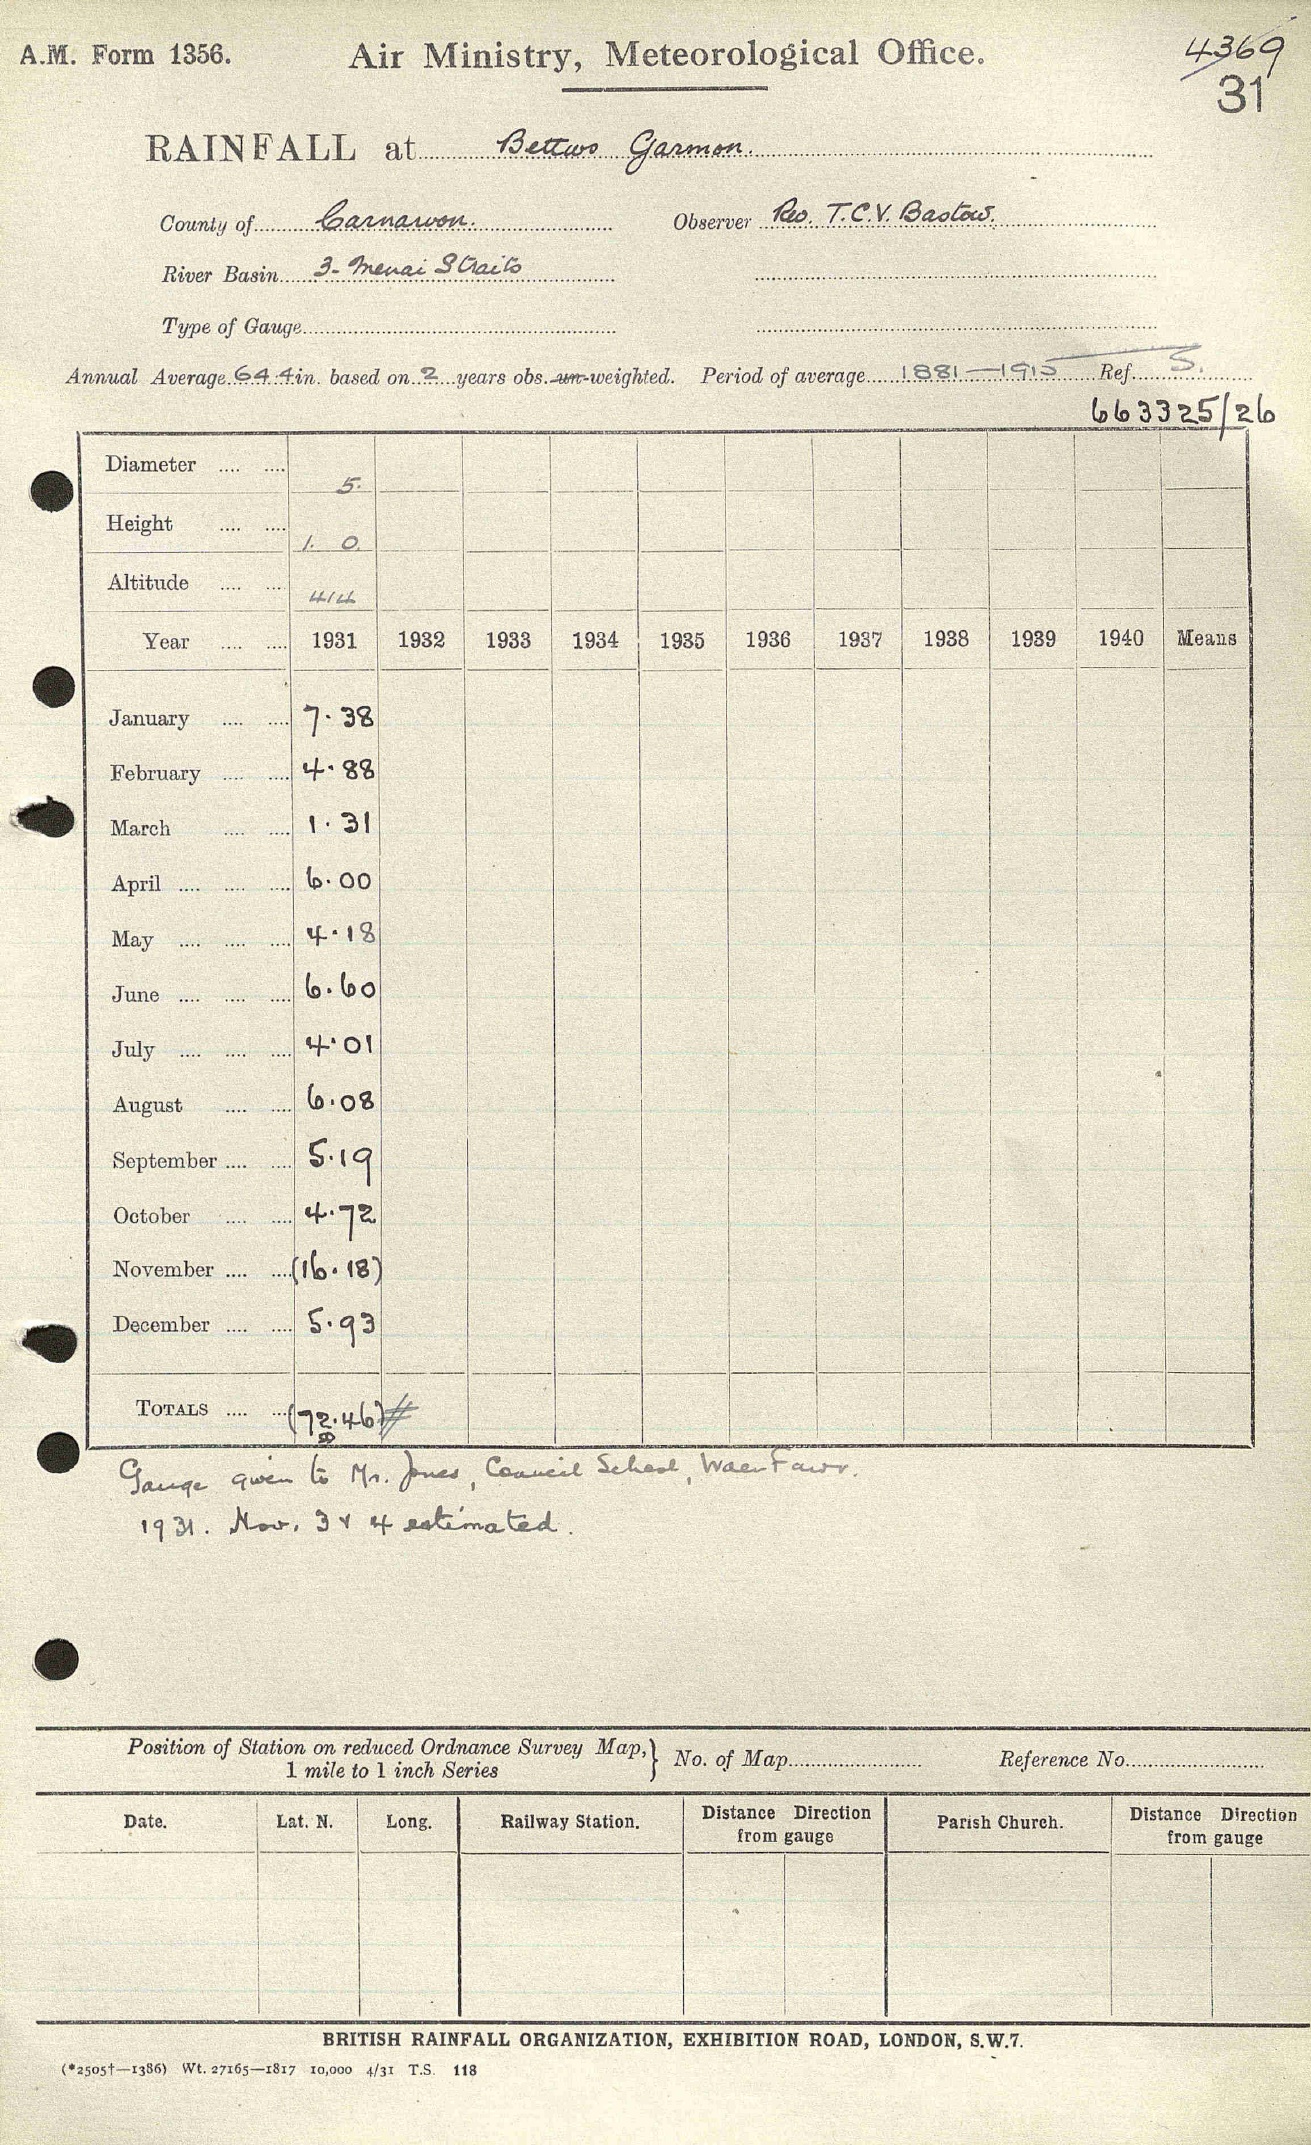 A.M. Form 1356.
Air Ministry, Meteorological Office.
4369
31
RAINFALL at Bettws Garmon.
County of Carnarvon. Observer Rev. T.C.V. Bastow.
River Basin 3 - Menai Straits
Type of Gauge
Annual Average 64.4 in. based on 2 years obs. un-weighted. Period of average 1881—1915 Ref. S.
663325/26
Diameter .... .... 5.
Height .... .... 1. 0.
Altitude .... .... 414
Year .... .... 1931 1932 1933 1934 1935 1936 1937 1938 1939 1940 Means
January .... .... 7.38
February .... .... 4.88
March .... .... 1.31
April .... .... .... 6.00
May .... .... .... 4.18
June .... .... .... 6.60
July .... .... .... 4.01
August .... .... 6.08
September .... .... 5.19
October .... .... 4.72
November .... .... (16.18)
December .... .... 5.93
TOTALS .... .... (72.46) #
Gauge given to Mr. Jones, Council School, Waenfawr.
1931. Nov. 3 & 4 estimated.
Position of Station on reduced Ordnance Survey Map, 1 mile to 1 inch Series } No. of Map Reference No.
Date. Lat. N. Long. Railway Station. Distance Direction from gauge Parish Church. Distance Direction from gauge
BRITISH RAINFALL ORGANIZATION, EXHIBITION ROAD, LONDON, S.W.7.
(*2505†—1386) Wt. 27165—1817 10,000 4/31 T.S. 118